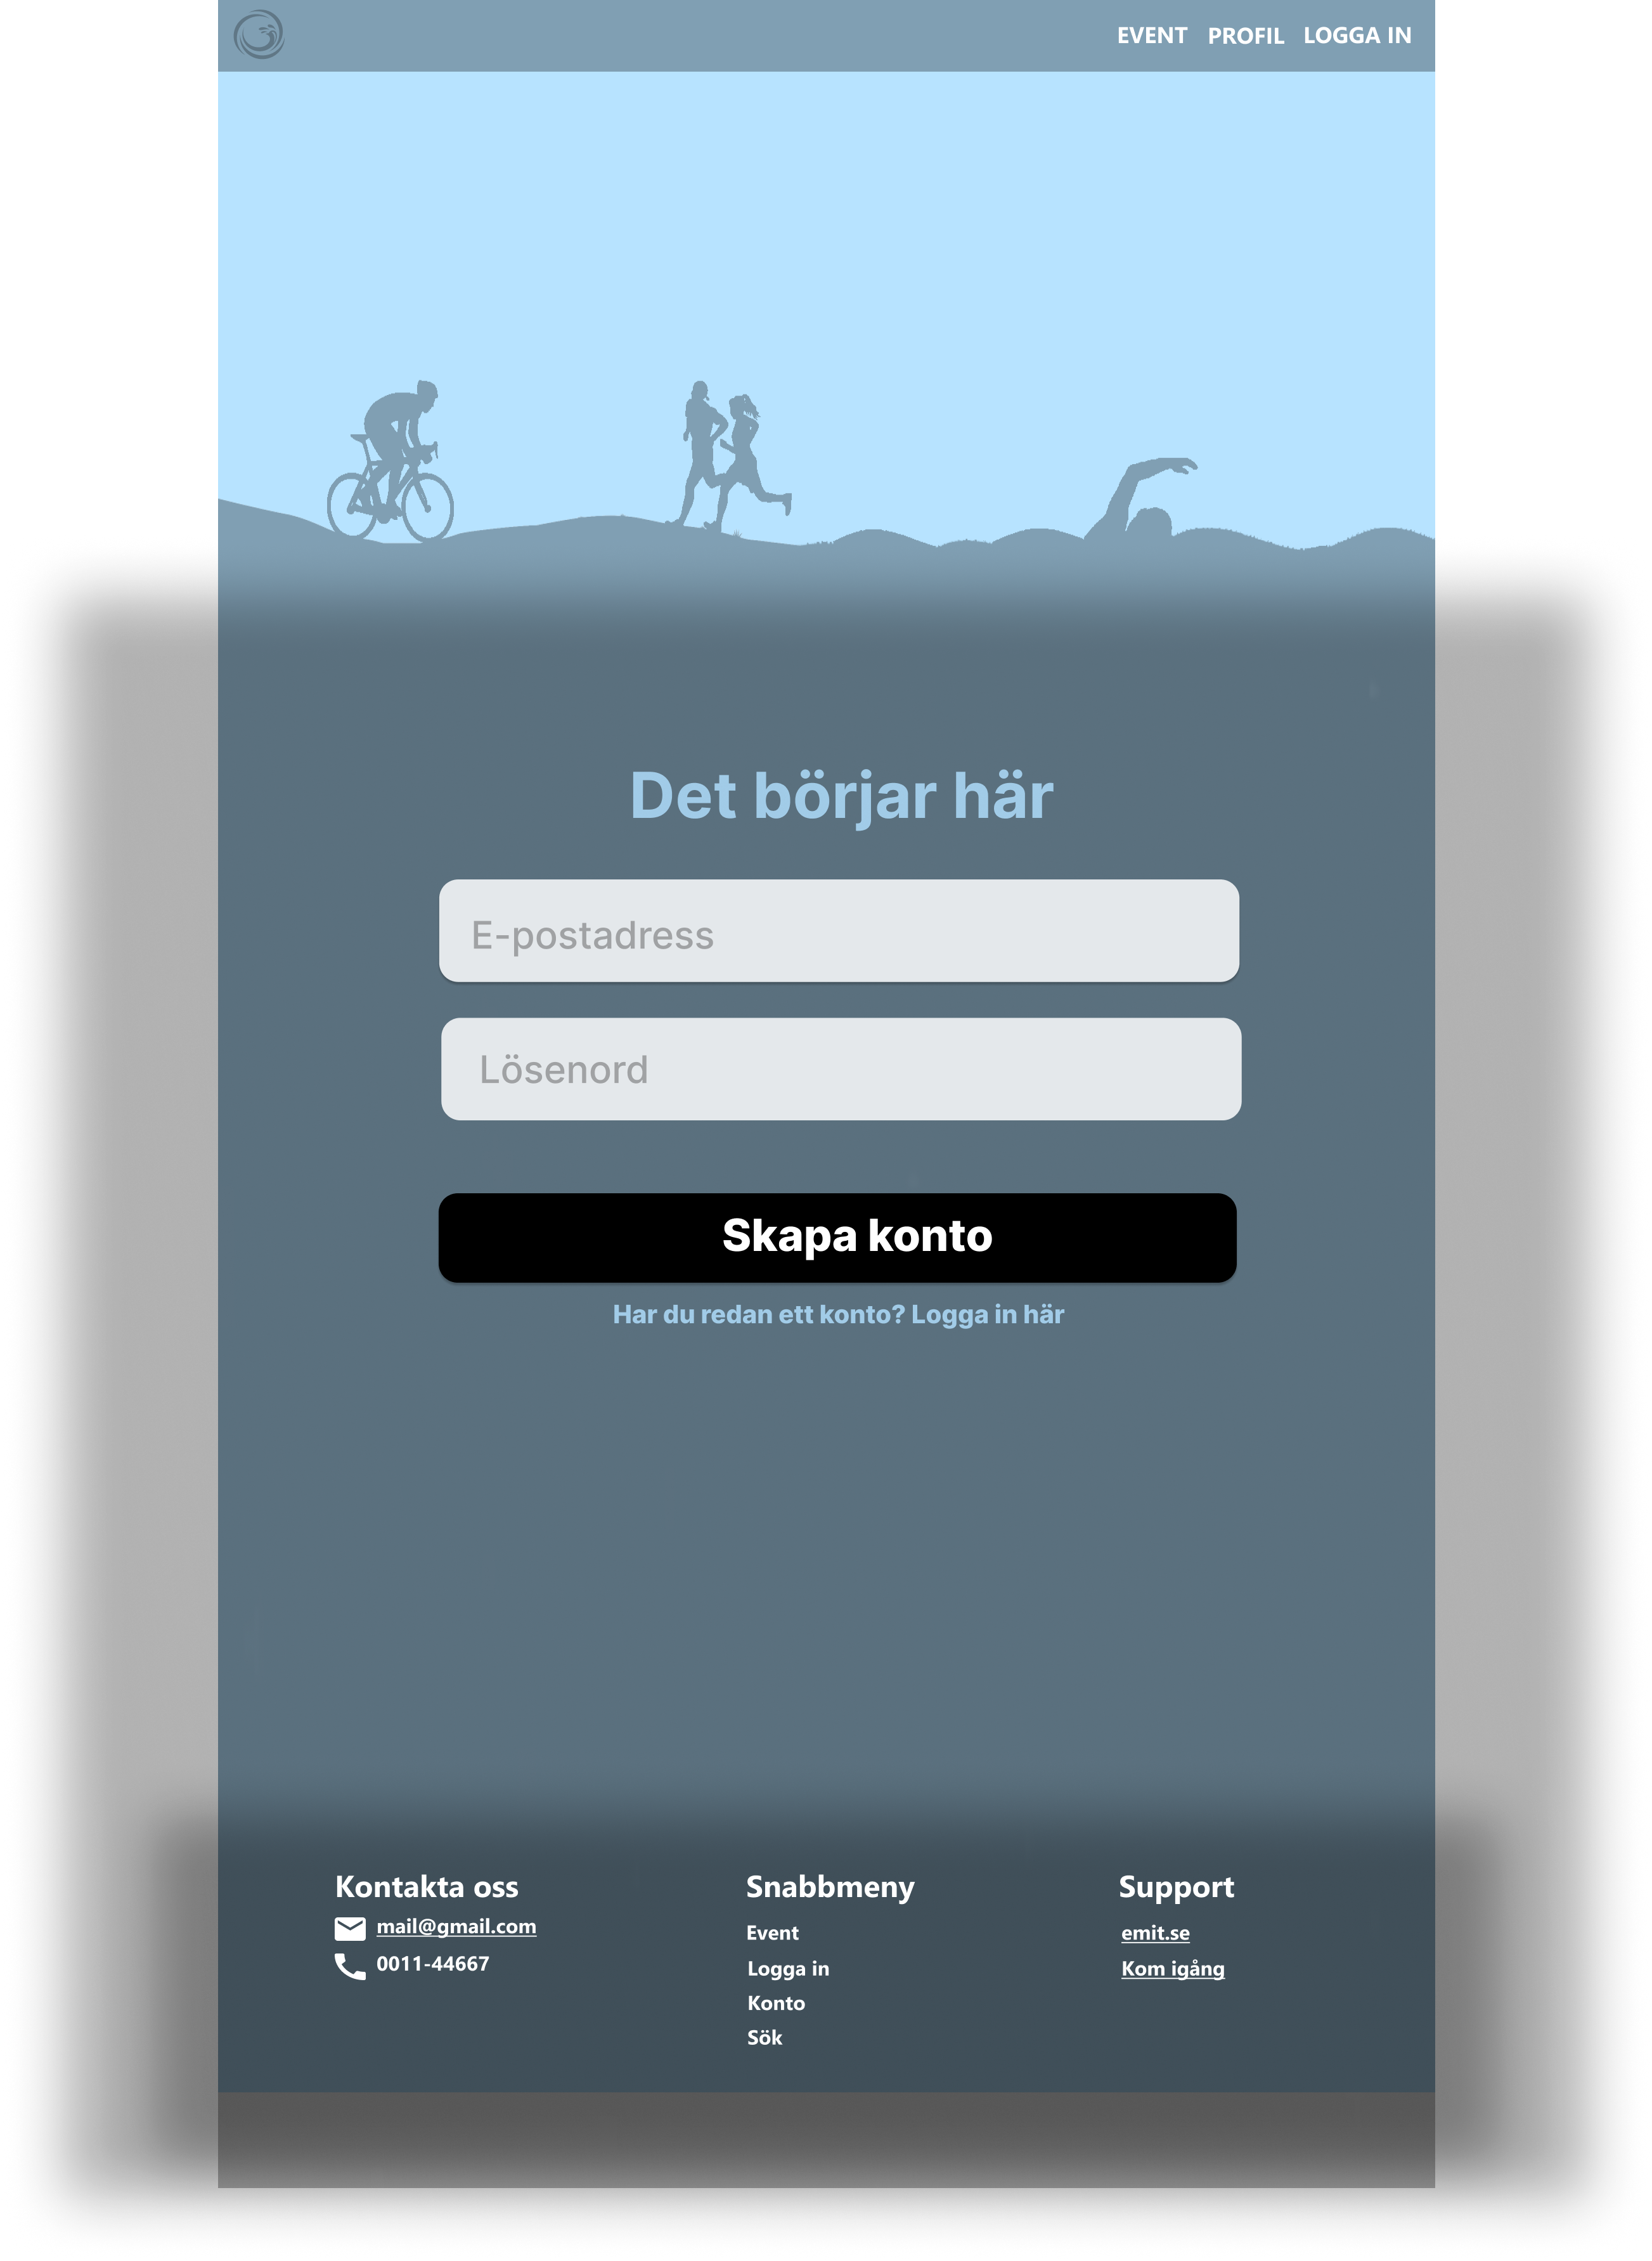 EVENT PROFIL LOGGA IN
Det börjar här
E-postadress
Lösenord
Skapa konto
Har du redan ett konto? Logga in här
Kontakta oss
mail@gmail.com
0011-44667
Snabbmeny
Event
Logga in
Konto
Sök
Support
emit.se
Kom igång